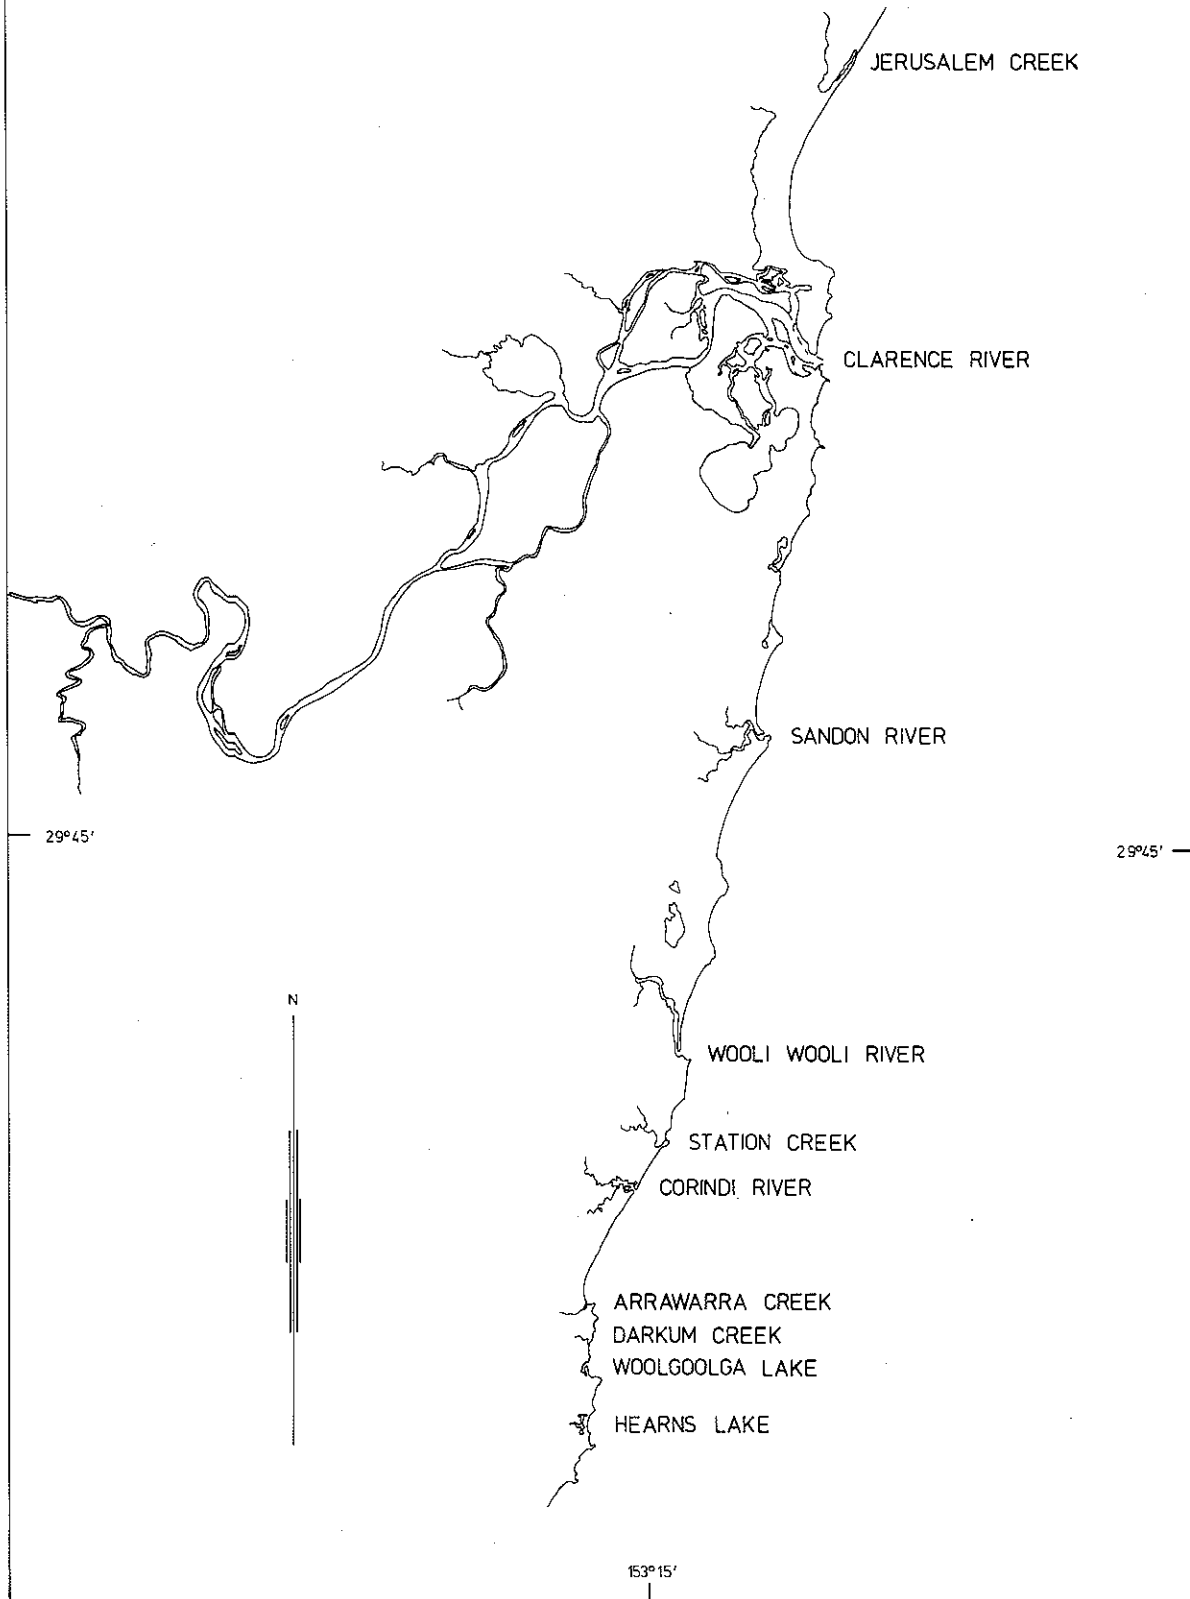 JERUSALEM CREEK
CLARENCE RIVER
SANDON RIVER
29°45'
29°45'
N
WOOLI WOOLI RIVER
STATION CREEK
CORINDI RIVER
ARRAWARRA CREEK
DARKUM CREEK
WOOLGOOLGA LAKE
HEARNS LAKE
153°15'